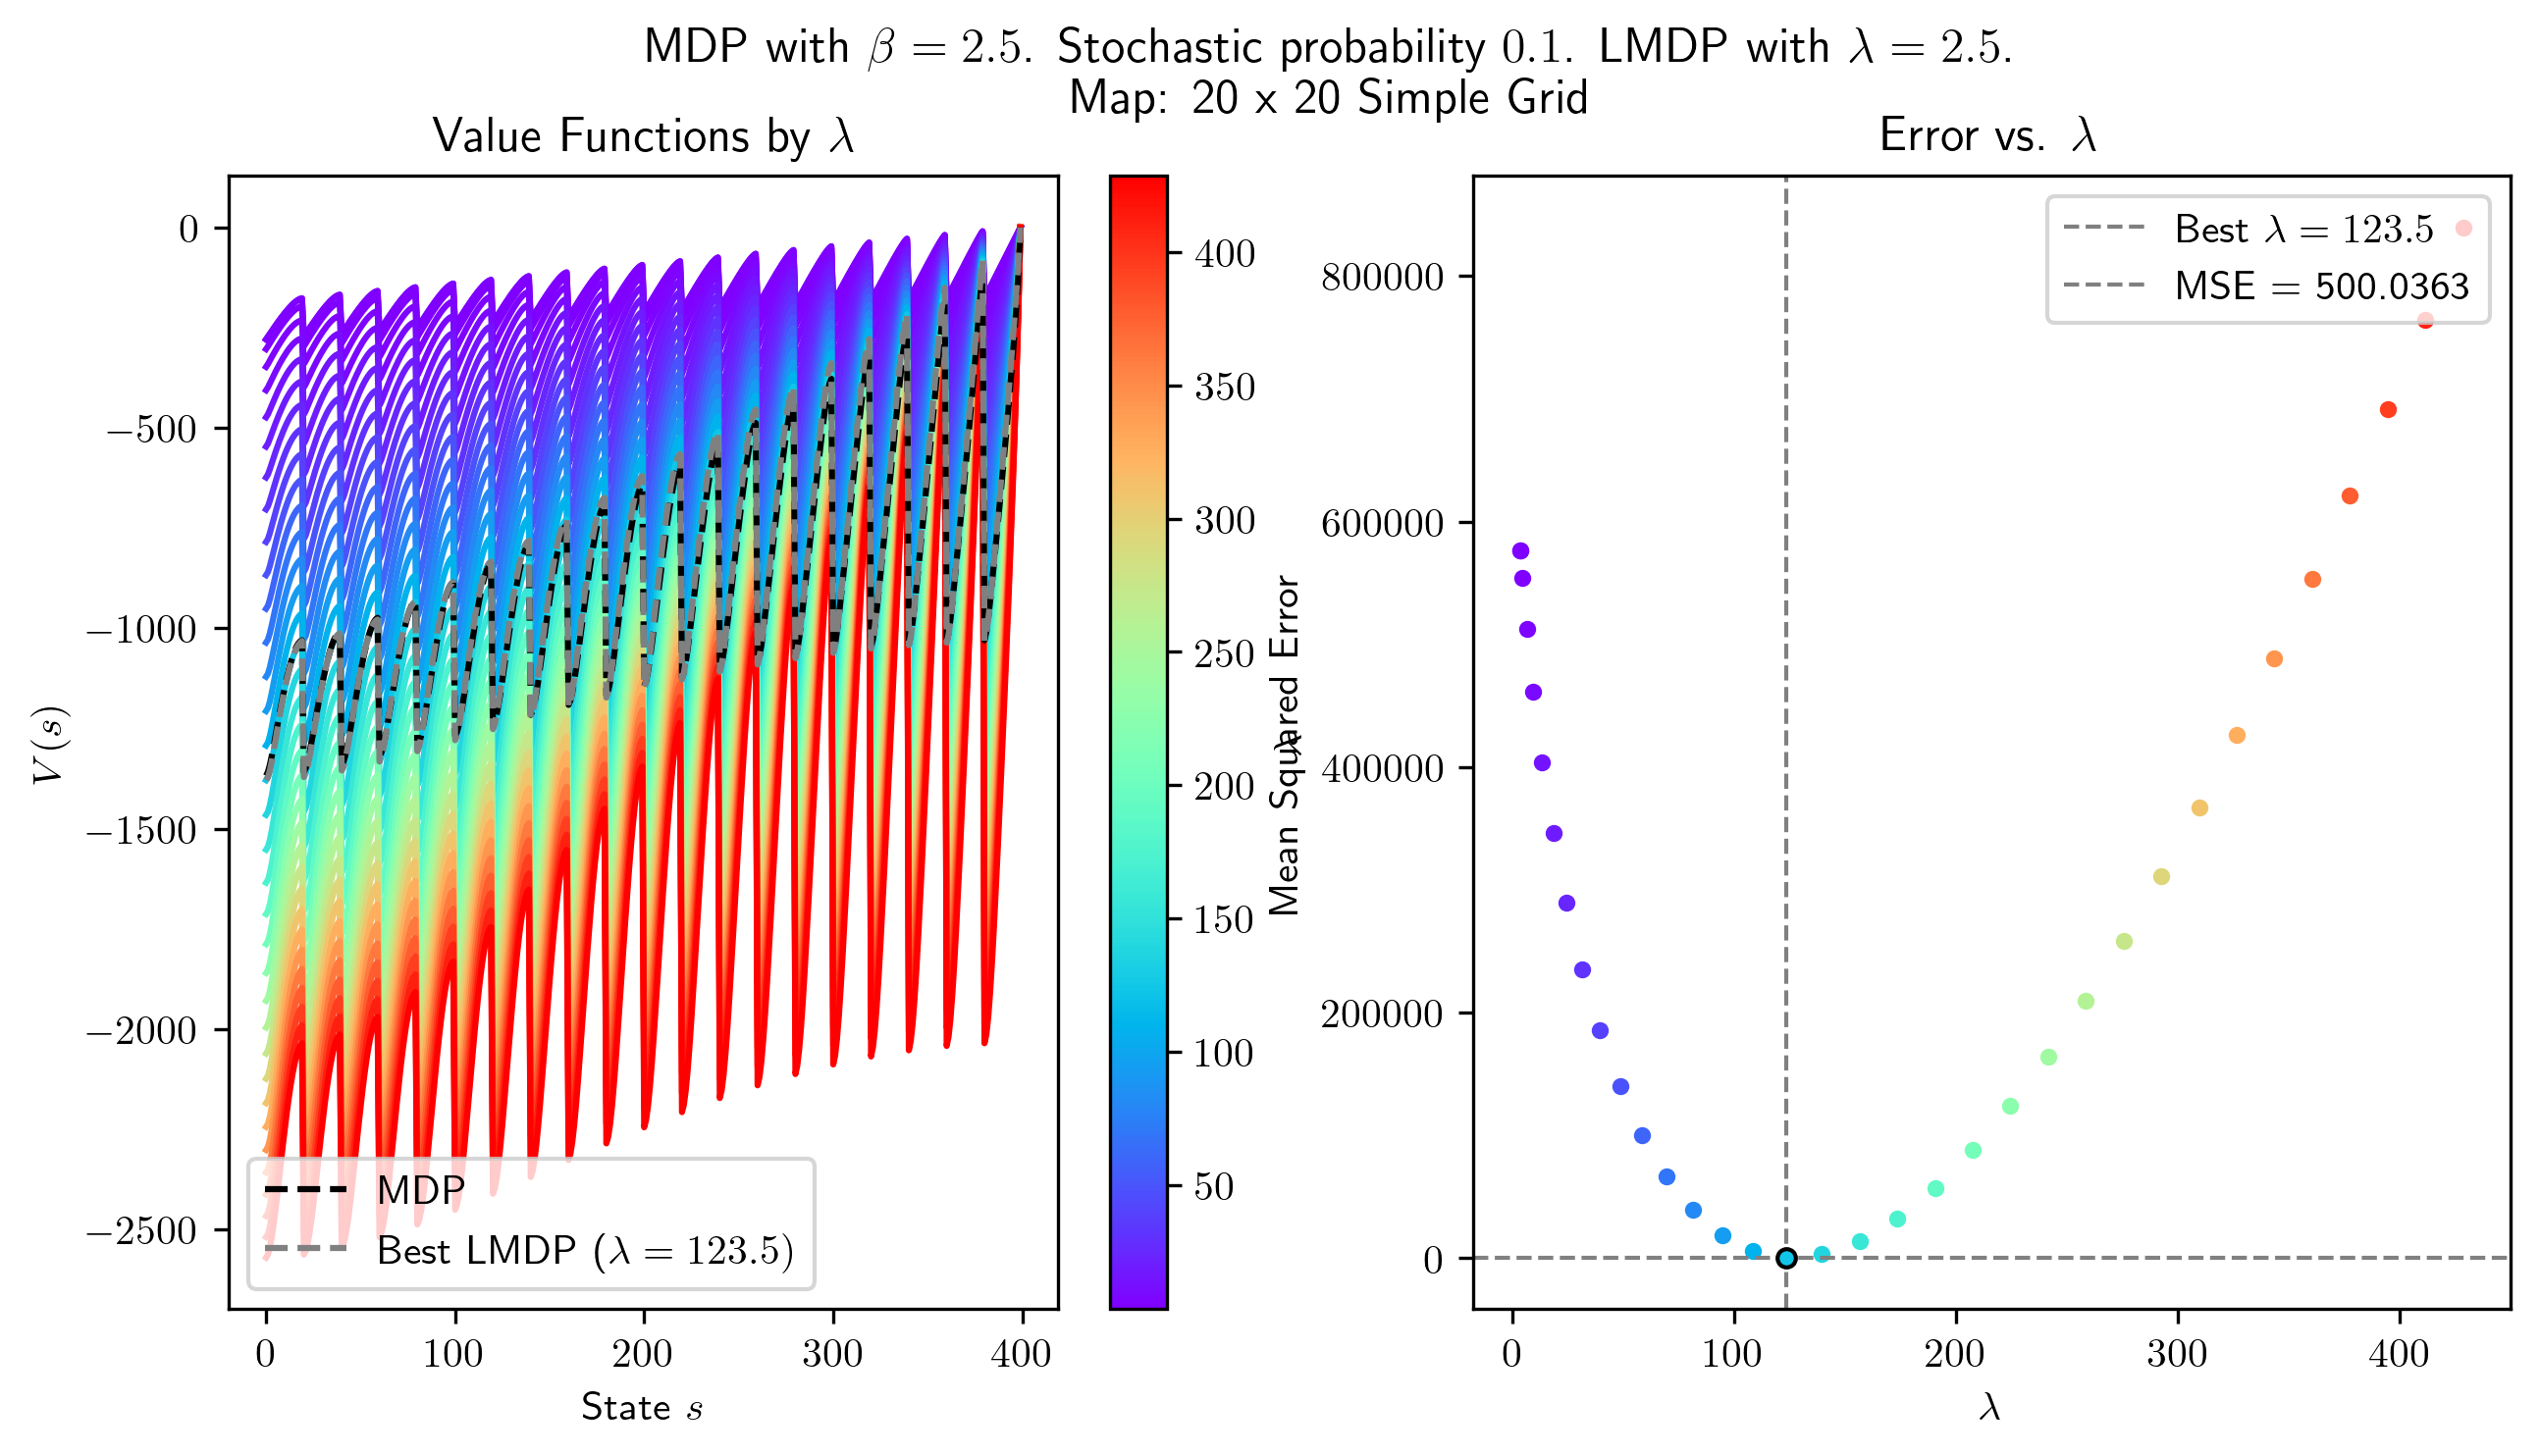 MDP with β = 2.5. Stochastic probability 0.1. LMDP with λ = 2.5.
Map: 20 x 20 Simple Grid
Value Functions by λ
0
−500
−1000
−1500
−2000
−2500
V(s)
0
100
200
300
400
State s
MDP
Best LMDP (λ = 123.5)
400
350
300
250
200
150
100
50
λ
Error vs. λ
Mean Squared Error
800000
600000
400000
200000
0
0
100
200
300
400
λ
Best λ = 123.5
MSE = 500.0363